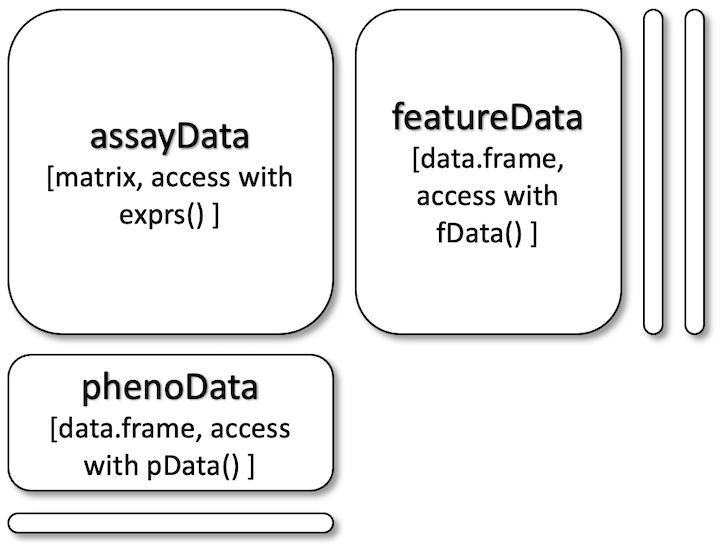 assayData
[matrix, access with
exprs() ]
featureData
[data.frame,
access with
fData() ]
phenoData
[data.frame, access
with pData() ]